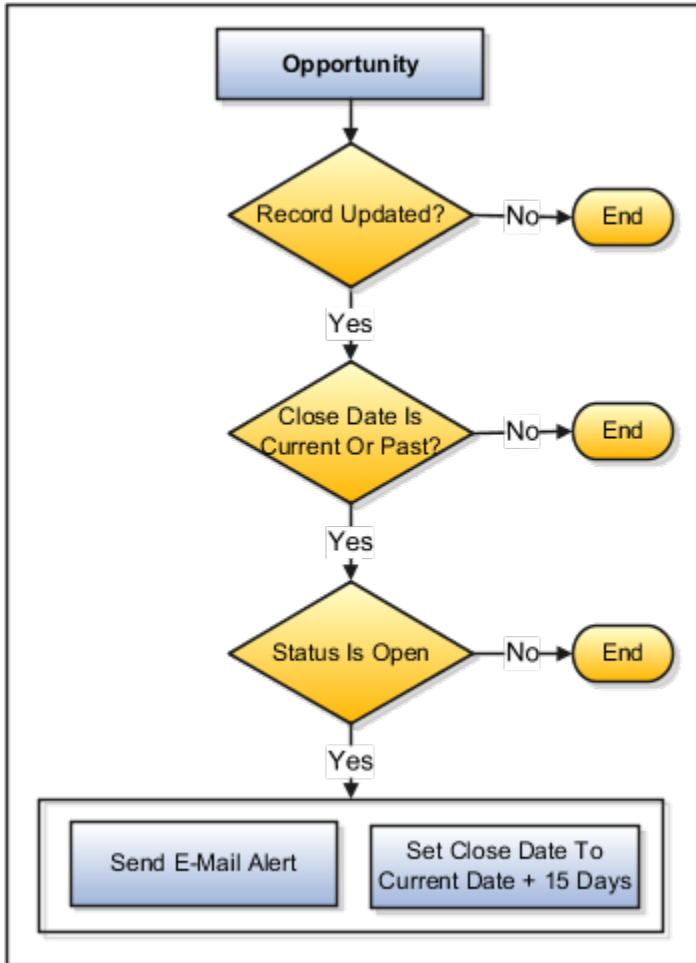 Opportunity
Record Updated?
No
End
Yes
Close Date Is
Current Or Past?
No
End
Yes
Status Is Open
No
End
Yes
Send E-Mail Alert
Set Close Date To
Current Date + 15 Days